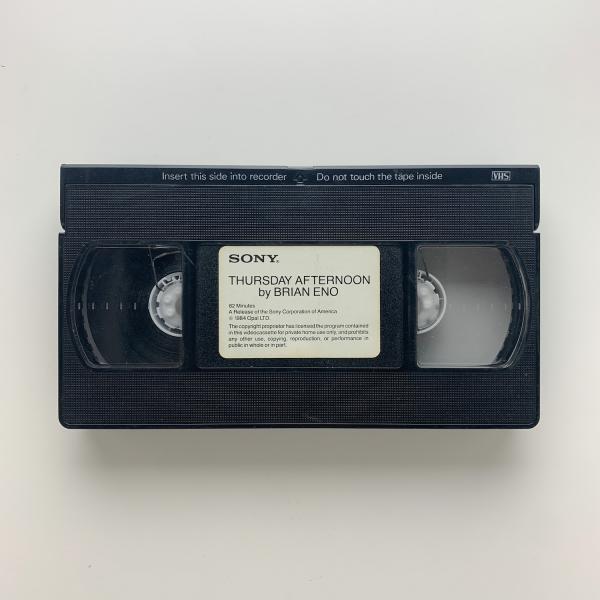 Insert this side into recorder Do not touch the tape inside VHS
SONY.
THURSDAY AFTERNOON
by BRIAN ENO
82 Minutes
A Release of the Sony Corporation of America
© 1984 Opal LTD.
The copyright proprietor has licensed the program contained
in this videocassette for private home use only, and prohibits
any other use, copying, reproduction, or performance in
public in whole or in part.